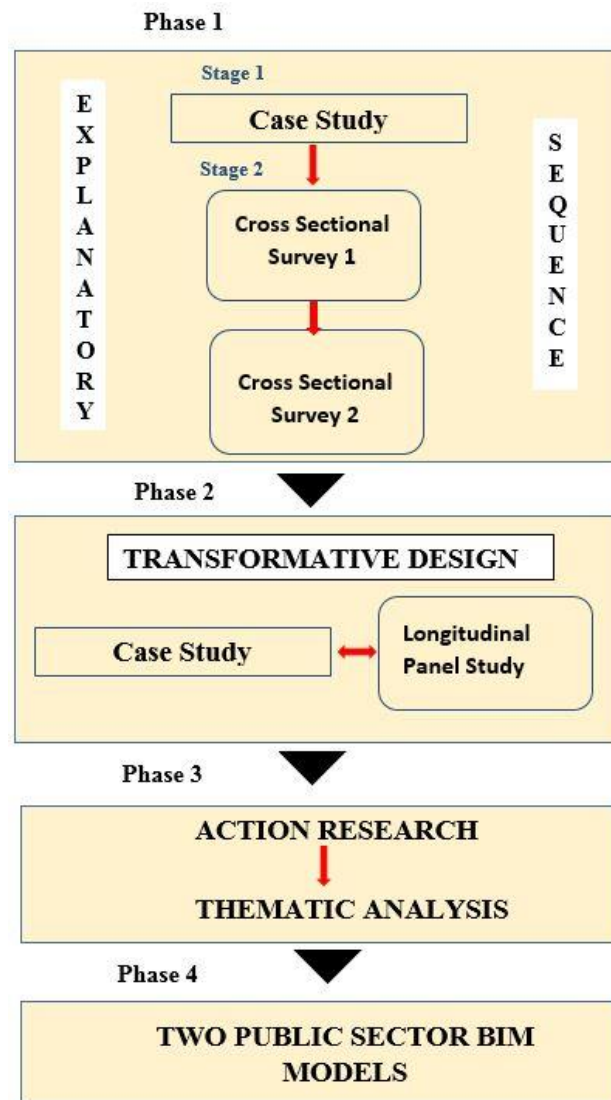 Phase 1
Stage 1
EXPLANATORY
Case Study
SEQUENCE
Stage 2
Cross Sectional
Survey 1
Cross Sectional
Survey 2
Phase 2
TRANSFORMATIVE DESIGN
Case Study
Longitudinal
Panel Study
Phase 3
ACTION RESEARCH
THEMATIC ANALYSIS
Phase 4
TWO PUBLIC SECTOR BIM
MODELS